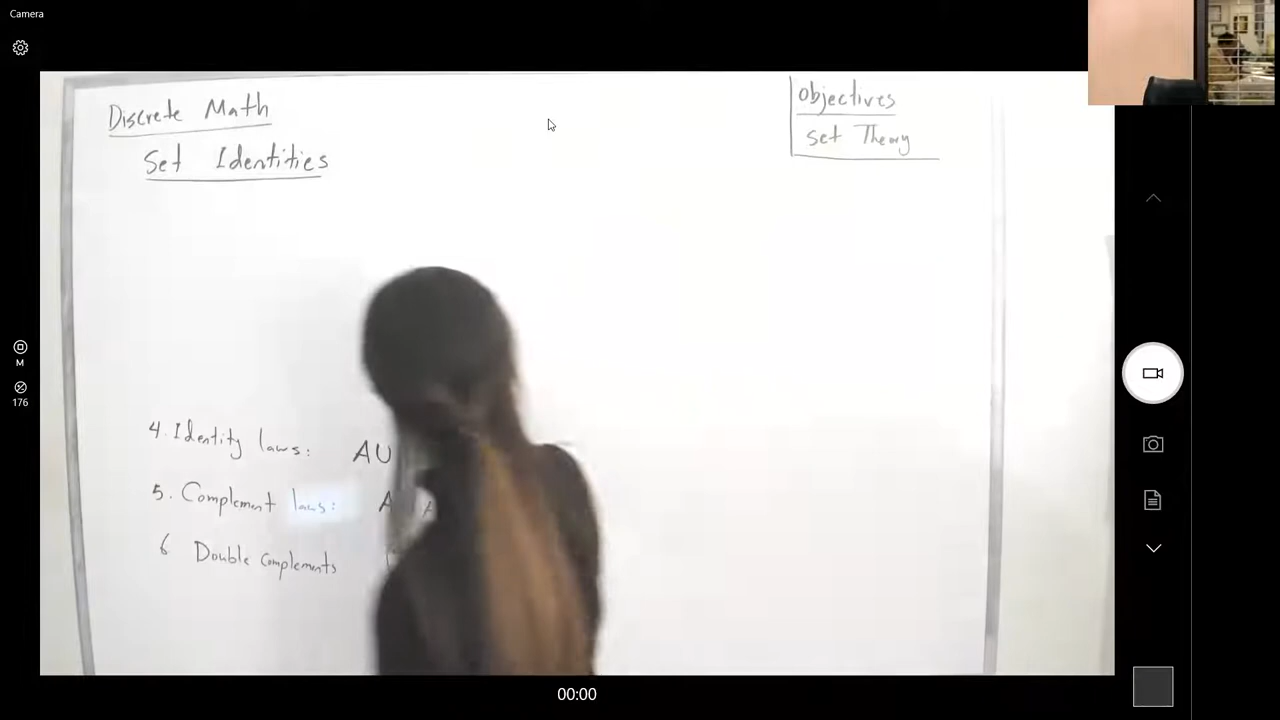 Camera
Discrete Math
Set Identities
Objectives
Set Theory
M
176
4. Identity laws: AU
5. Complement laws: A
6 Double complements
00:00